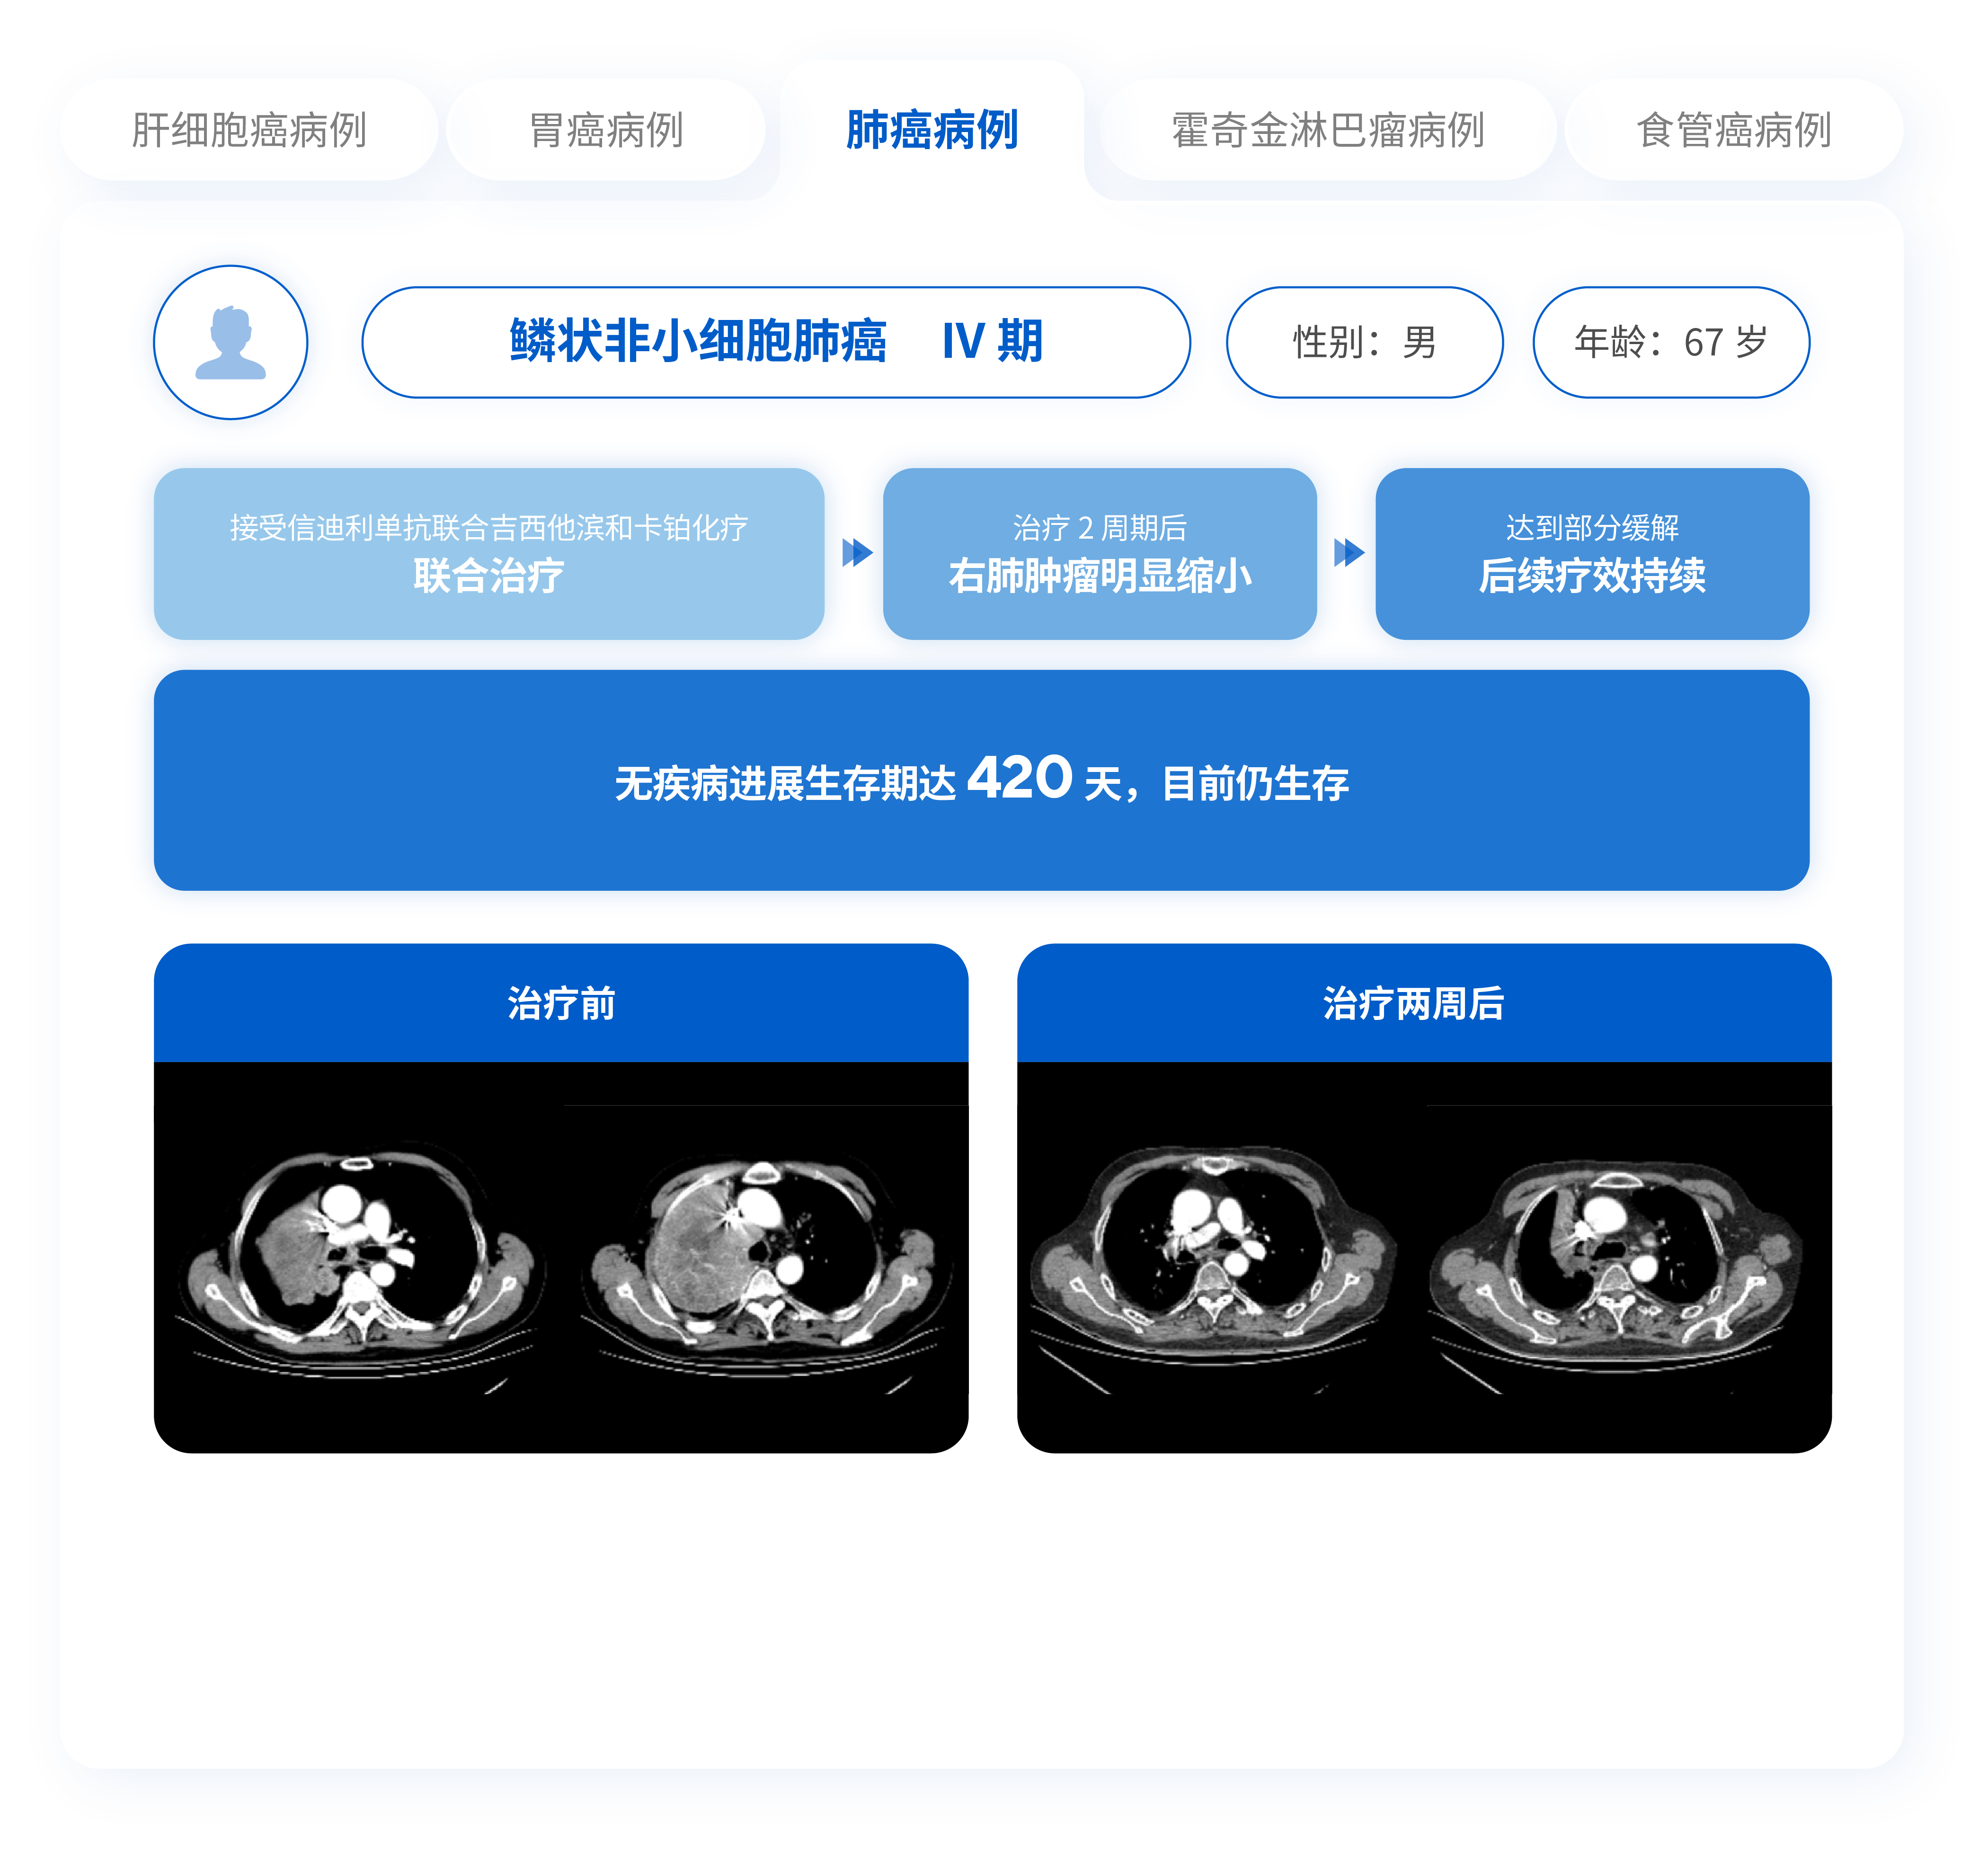 肝细胞癌病例
胃癌病例
肺癌病例
霍奇金淋巴瘤病例
食管癌病例
鳞状非小细胞肺癌 IV 期
性别：男
年龄：67 岁
接受信迪利单抗联合吉西他滨和卡铂化疗
联合治疗
治疗 2 周期后
右肺肿瘤明显缩小
达到部分缓解
后续疗效持续
无疾病进展生存期达 420 天，目前仍生存
治疗前
治疗两周后